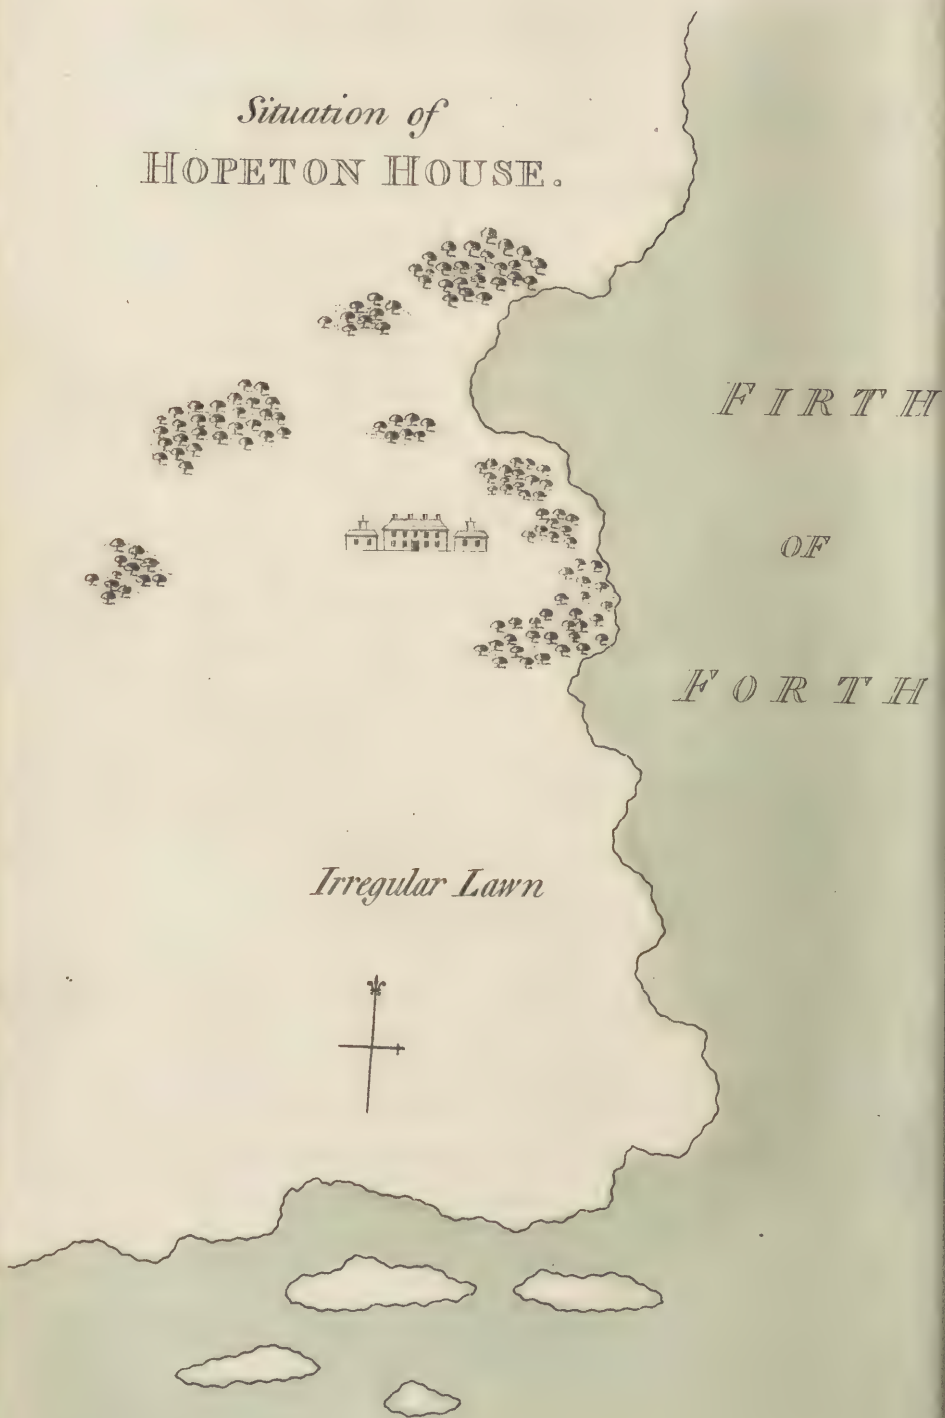 Situation of
HOPETON HOUSE.
FIRTH
OF
FORTH
Irregular Lawn